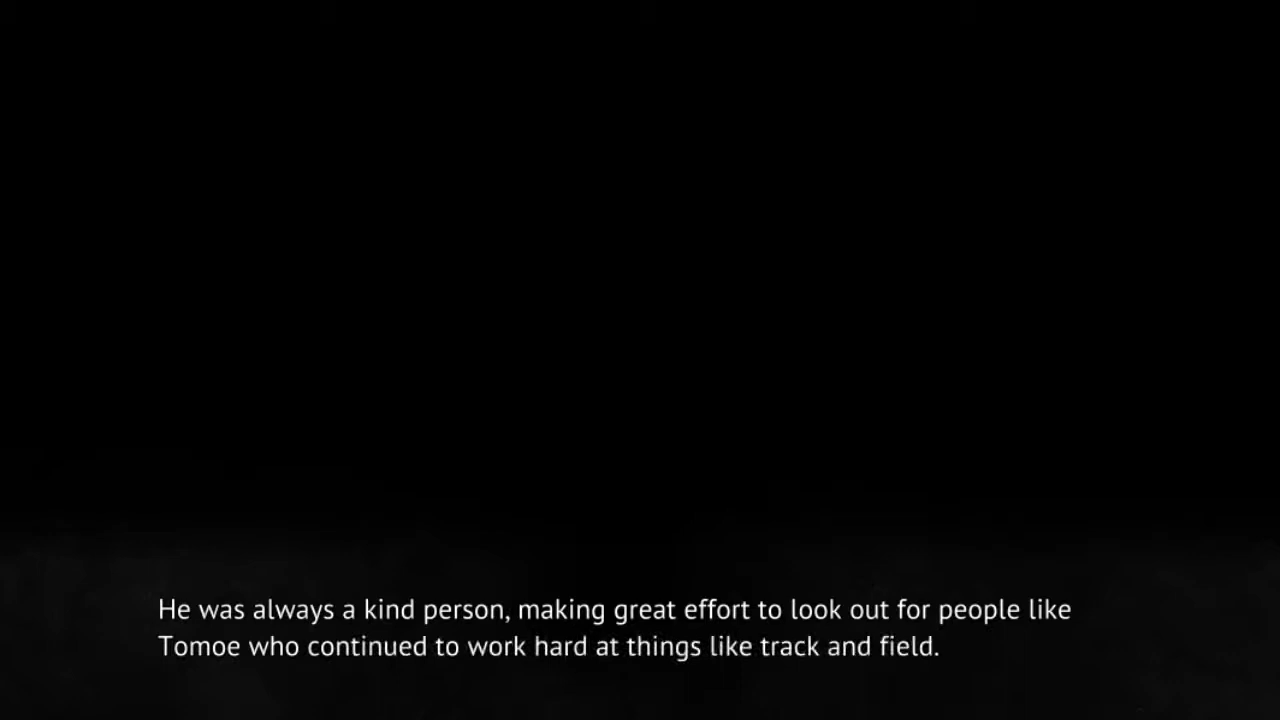 He was always a kind person, making great effort to look out for people like
Tomoe who continued to work hard at things like track and field.